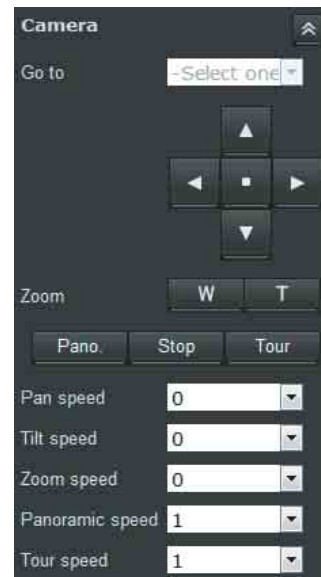 Camera
Go to -Select one
Zoom W T
Pano. Stop Tour
Pan speed 0
Tilt speed 0
Zoom speed 0
Panoramic speed 1
Tour speed 1